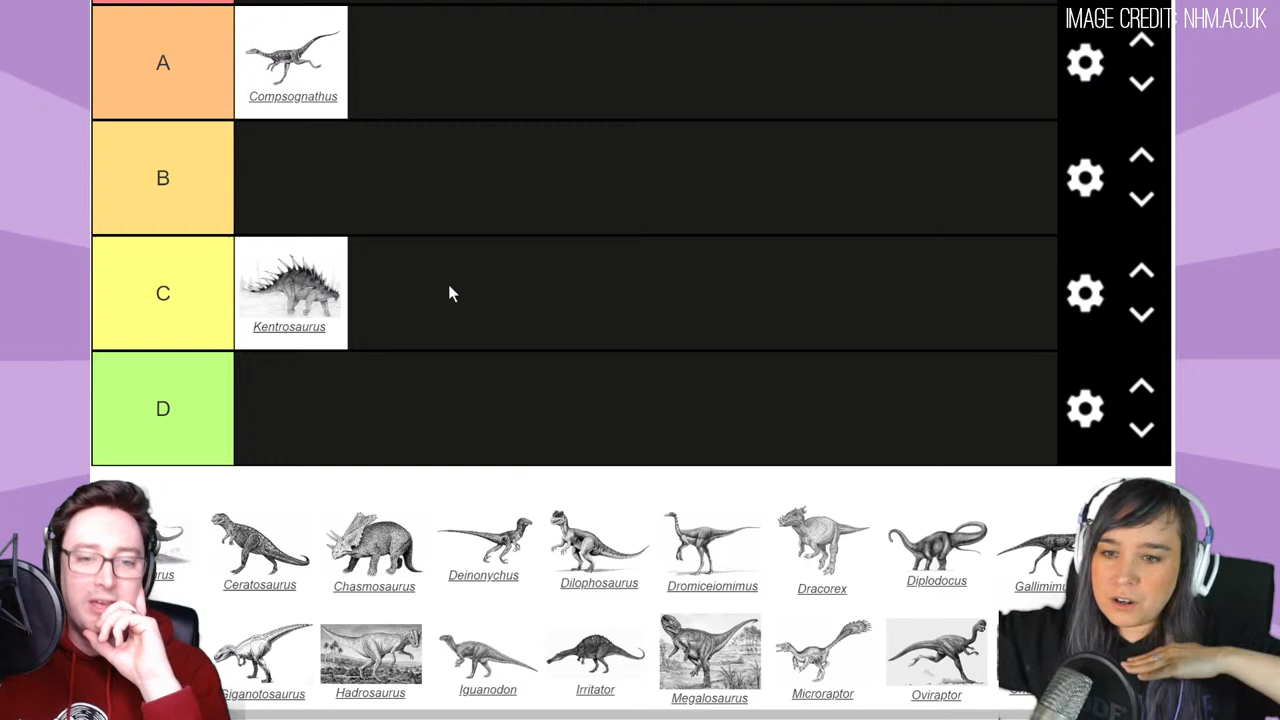 IMAGE CREDIT: NHM.AC.UK
A
Compsognathus
B
C
Kentrosaurus
D
Ceratosaurus
Chasmosaurus
Deinonychus
Dilophosaurus
Dromiceiomimus
Dracorex
Diplodocus
Giganotosaurus
Hadrosaurus
Iguanodon
Irritator
Megalosaurus
Microraptor
Oviraptor